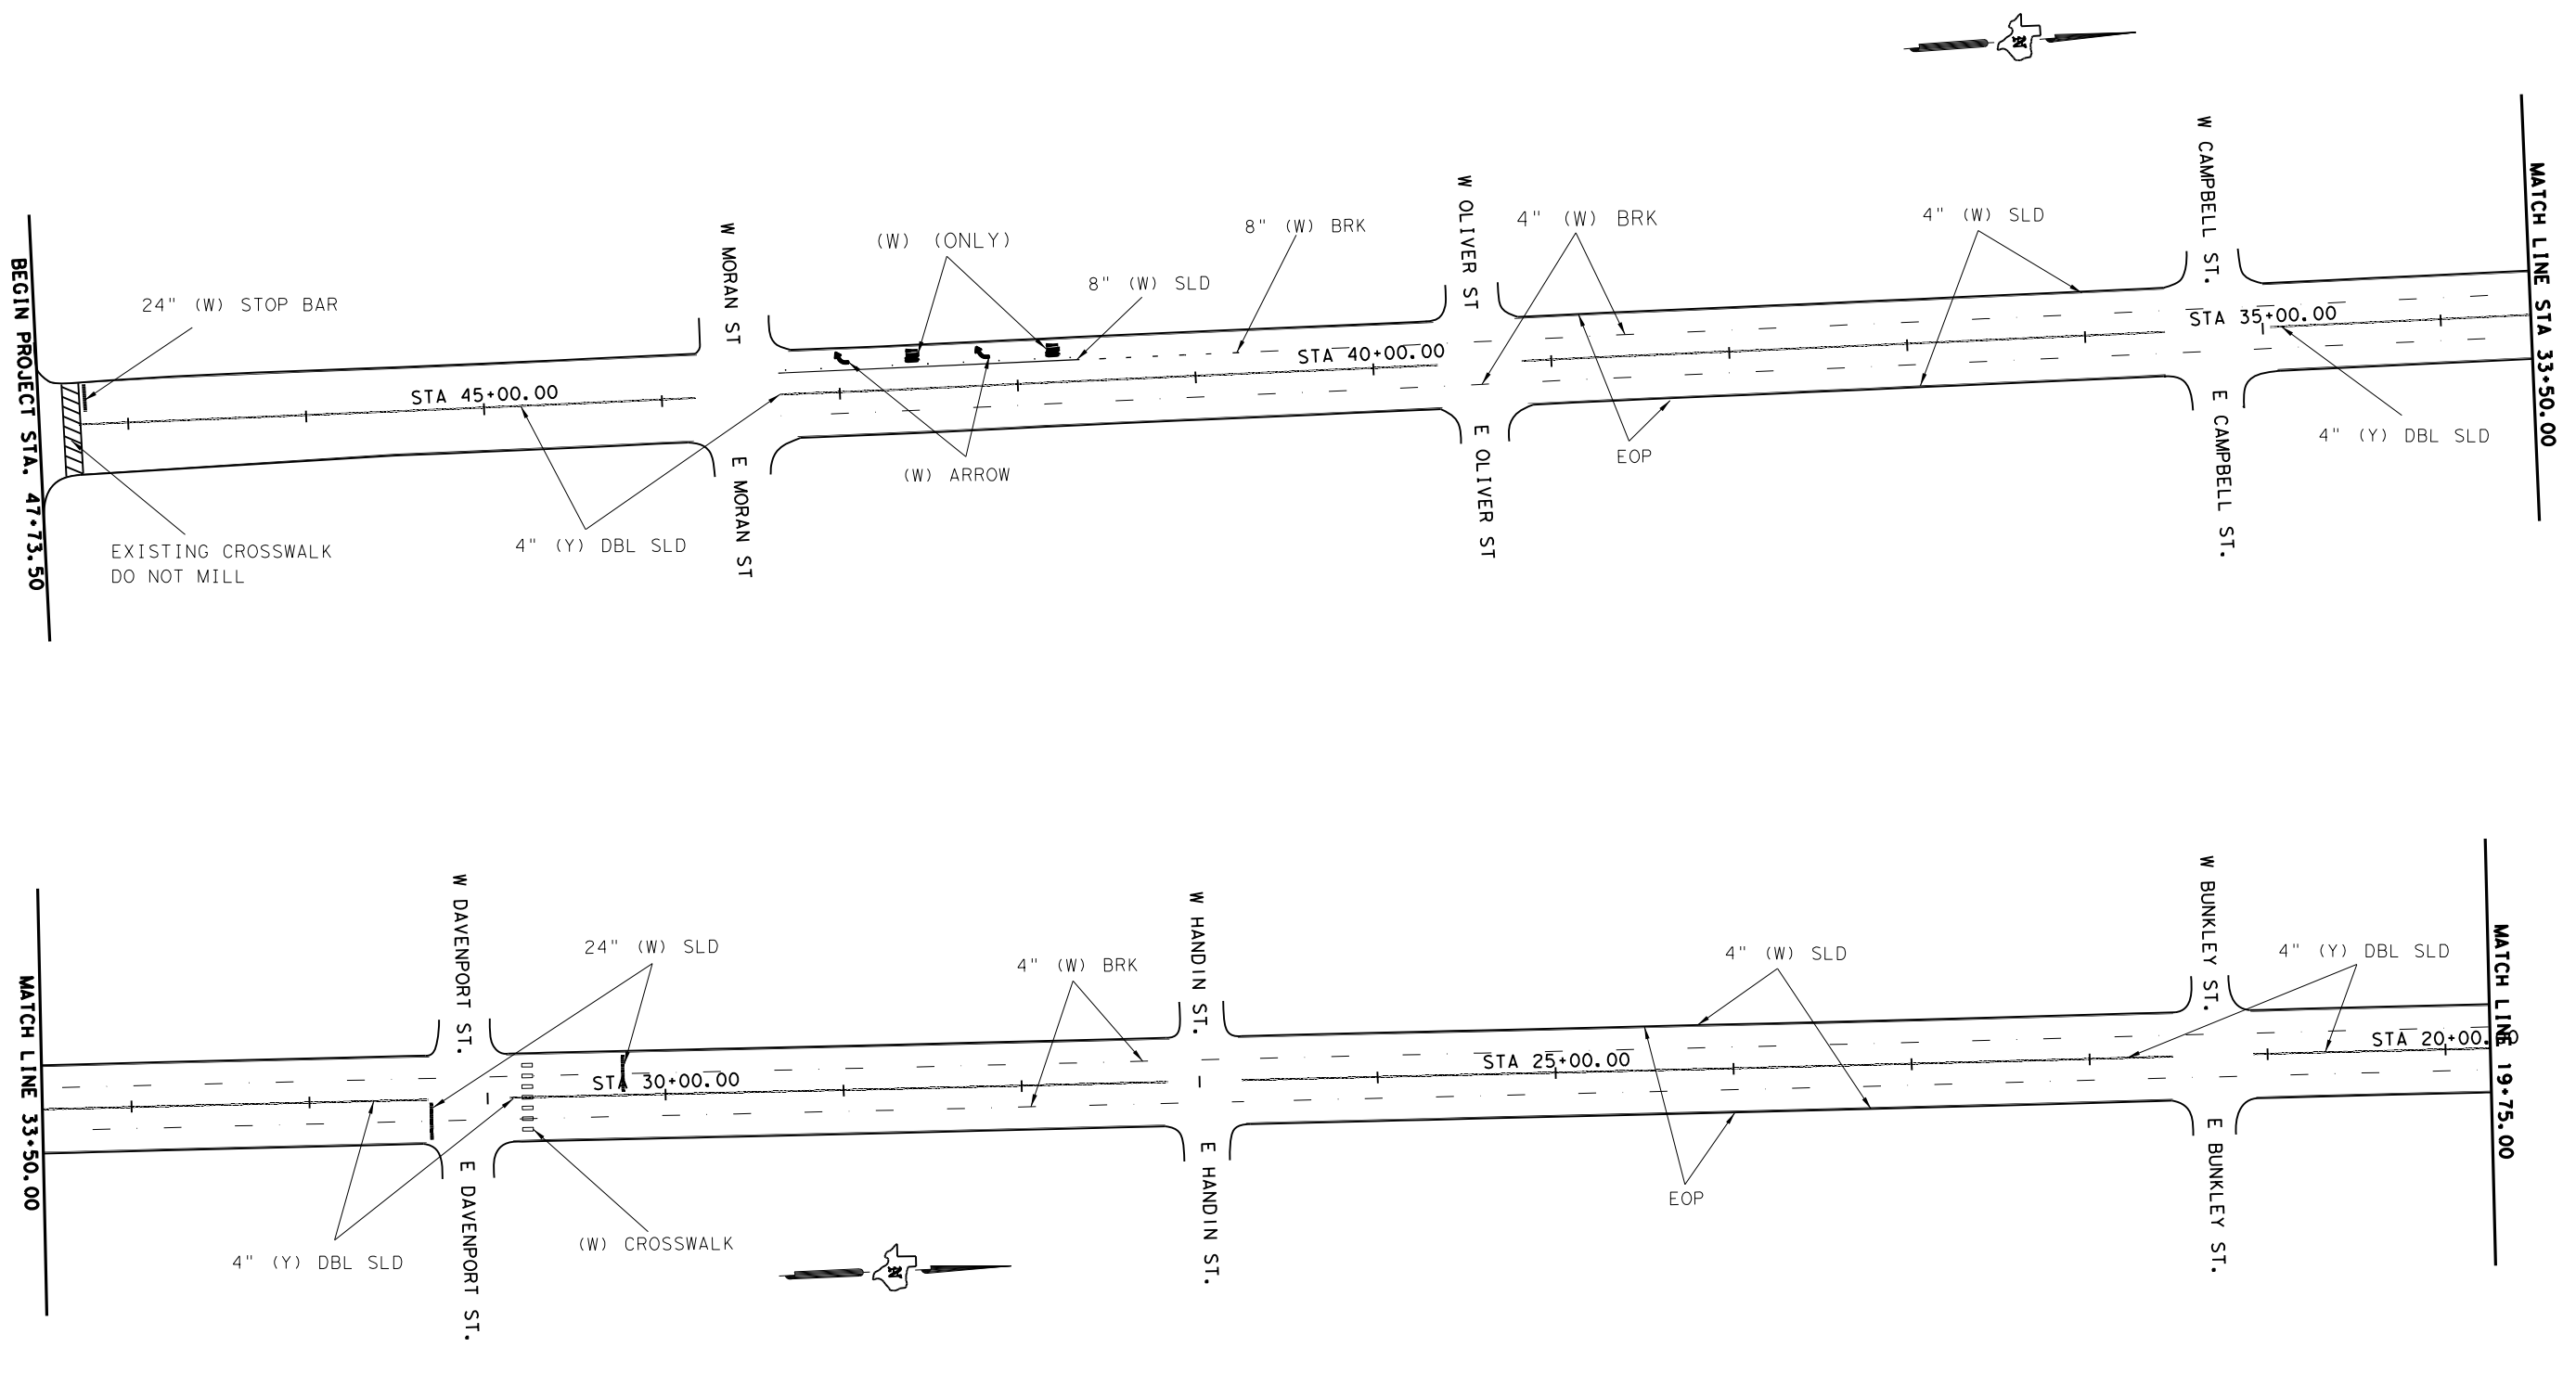 N
BEGIN PROJECT STA. 47+73.50
24" (W) STOP BAR
EXISTING CROSSWALK
DO NOT MILL
STA 45+00.00
4" (Y) DBL SLD
W MORAN ST
E MORAN ST
(W) (ONLY)
8" (W) SLD
8" (W) BRK
(W) ARROW
STA 40+00.00
W OLIVER ST
E OLIVER ST
4" (W) BRK
EOP
4" (W) SLD
W CAMPBELL ST.
E CAMPBELL ST.
STA 35+00.00
4" (Y) DBL SLD
MATCH LINE STA 33+50.00
MATCH LINE 33+50.00
W DAVENPORT ST.
E DAVENPORT ST.
4" (Y) DBL SLD
24" (W) SLD
STA 30+00.00
(W) CROSSWALK
4" (W) BRK
W HANDIN ST.
E HANDIN ST.
N
STA 25+00.00
4" (W) SLD
EOP
W BUNKLEY ST.
E BUNKLEY ST.
4" (Y) DBL SLD
STA 20+00.00
MATCH LINE 19+75.00